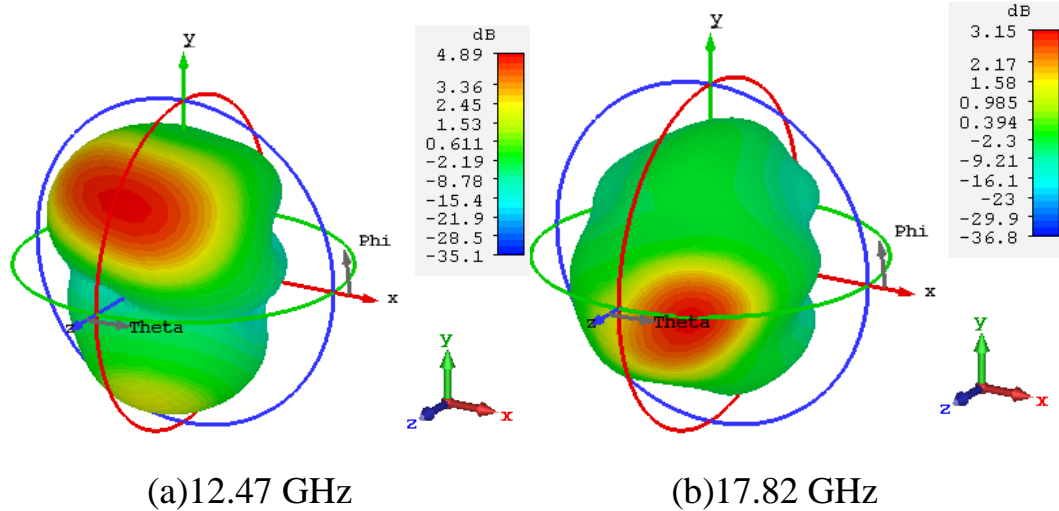 dB
4.89
3.36
2.45
1.53
0.611
-2.19
-8.78
-15.4
-21.9
-28.5
-35.1
y
Phi
x
z
Theta
y
x
z
(a)12.47 GHz
dB
3.15
2.17
1.58
0.985
0.394
-2.3
-9.21
-16.1
-23
-29.9
-36.8
y
Phi
x
z
Theta
y
x
z
(b)17.82 GHz